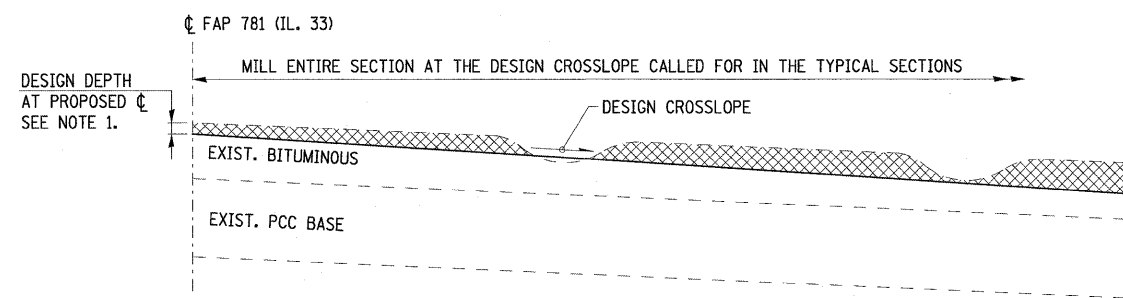 ℄ FAP 781 (IL. 33)
MILL ENTIRE SECTION AT THE DESIGN CROSSLOPE CALLED FOR IN THE TYPICAL SECTIONS
DESIGN DEPTH
AT PROPOSED ℄
SEE NOTE 1.
DESIGN CROSSLOPE
EXIST. BITUMINOUS
EXIST. PCC BASE